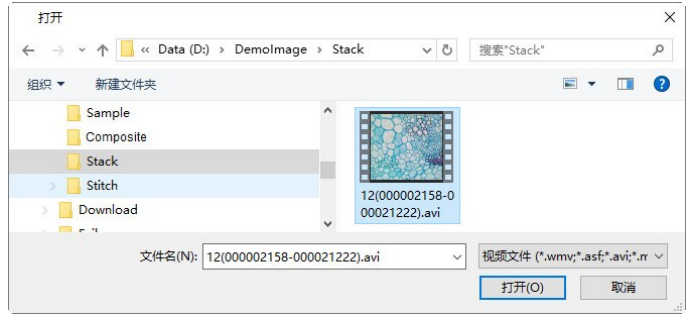 打开
« Data (D:) › DemoImage › Stack
搜索"Stack"
组织
新建文件夹
Sample
Composite
Stack
Stitch
Download
12(000002158-0
00021222).avi
文件名(N):
12(000002158-000021222).avi
视频文件 (*.wmv;*.asf;*.avi;*.m
打开(O)
取消